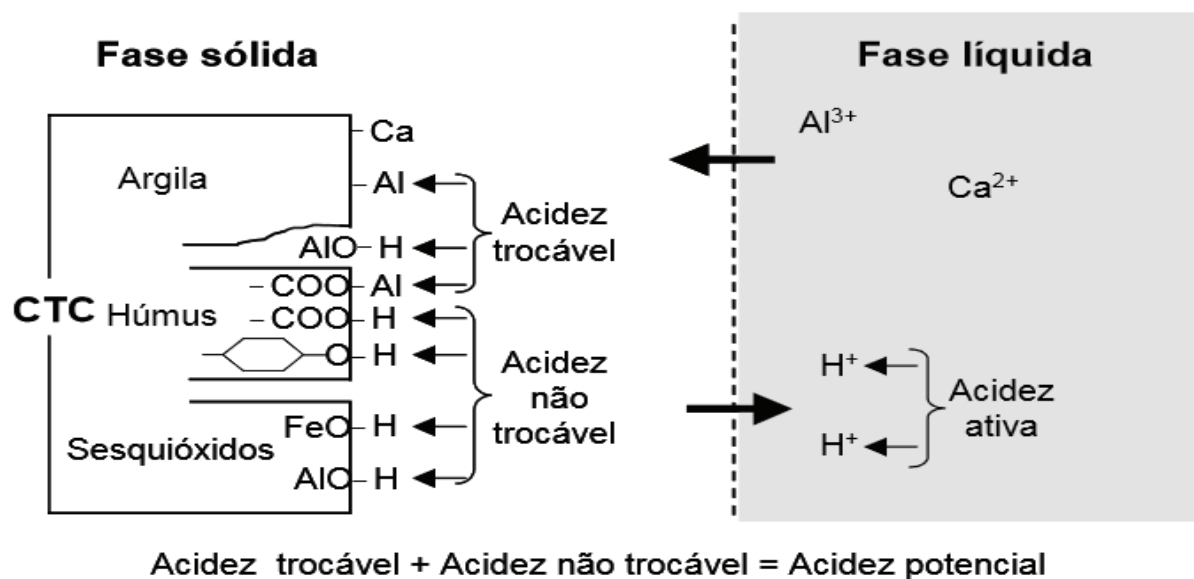 Fase sólida
Fase líquida
Ca
Argila
Al
AlO-H
Acidez
trocável
-COO-Al
CTC
Húmus
-COO-H
O-H
Acidez
não
trocável
Sesquióxidos
FeO-H
AlO-H
Al³⁺
Ca²⁺
H⁺
H⁺
Acidez
ativa
Acidez trocável + Acidez não trocável = Acidez potencial